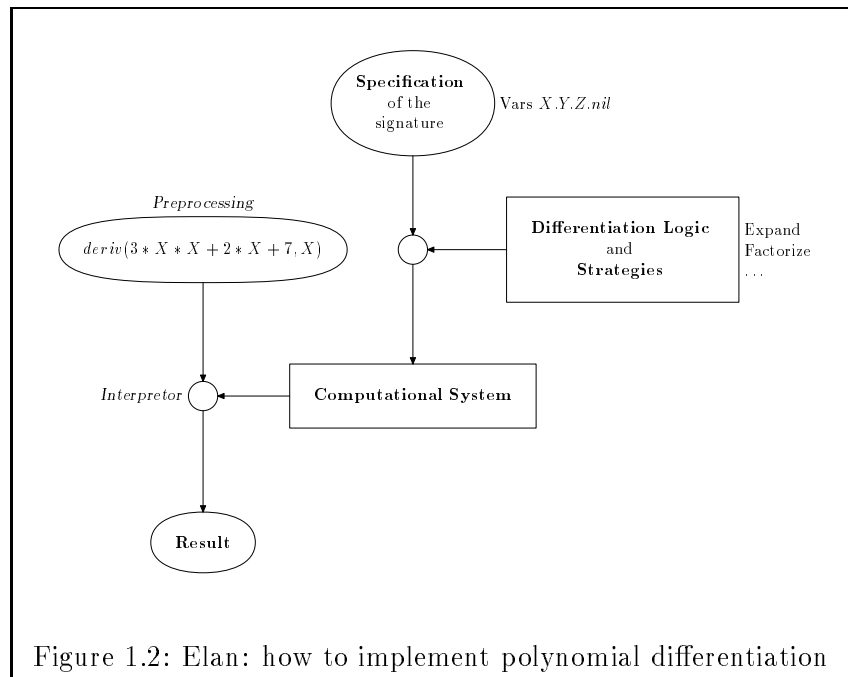 Specification
of the
signature
Vars X.Y.Z.nil
Preprocessing
deriv(3 * X * X + 2 * X + 7, X)
Differentiation Logic
and
Strategies
Expand
Factorize
...
Interpretor
Computational System
Result
Figure 1.2: Elan: how to implement polynomial differentiation